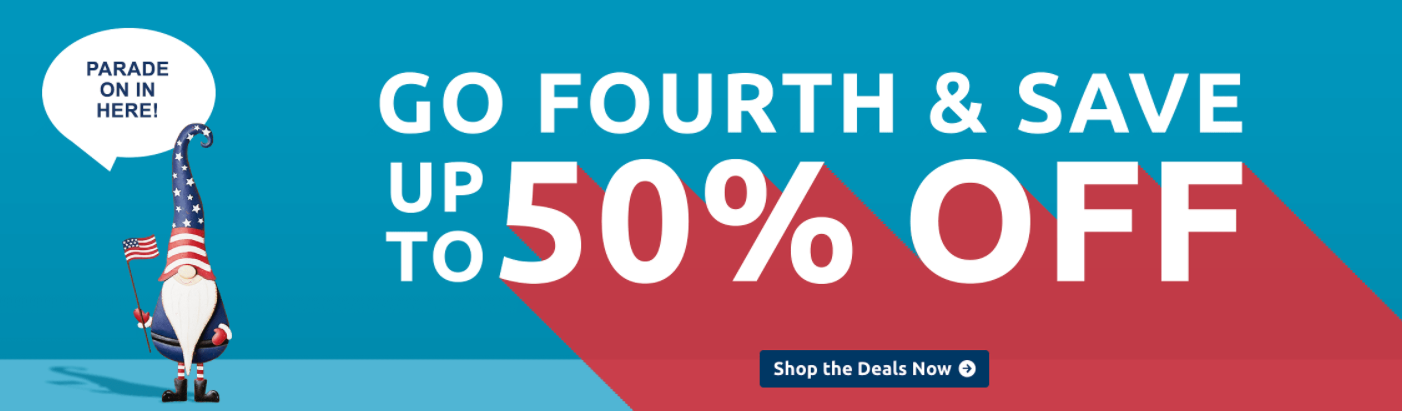 PARADE
ON IN
HERE!
GO FOURTH & SAVE
UP
TO
50% OFF
Shop the Deals Now